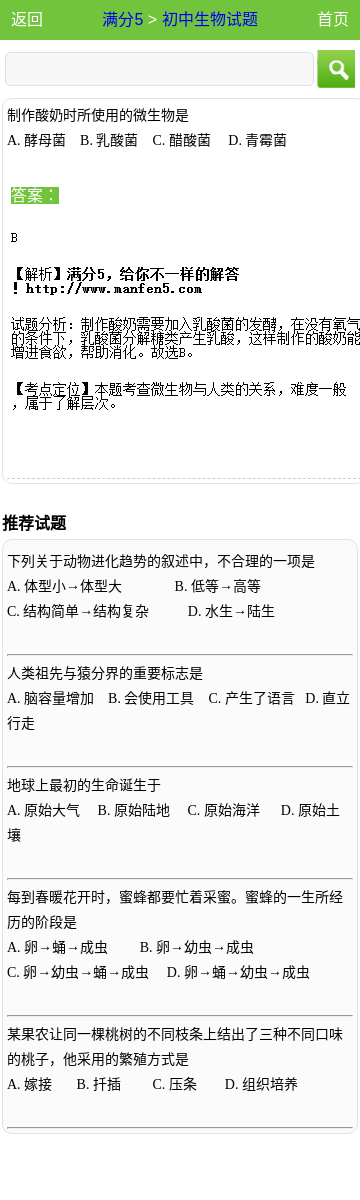 返回 满分5 > 初中生物试题 首页
制作酸奶时所使用的微生物是
A. 酵母菌 B. 乳酸菌 C. 醋酸菌 D. 青霉菌
答案：
B
【解析】满分5，给你不一样的解答
！http://www.manfen5.com
试题分析：制作酸奶需要加入乳酸菌的发酵，在没有氧气
的条件下，乳酸菌分解糖类产生乳酸，这样制作的酸奶能
增进食欲，帮助消化。故选B。
【考点定位】本题考查微生物与人类的关系，难度一般
，属于了解层次。
推荐试题
下列关于动物进化趋势的叙述中，不合理的一项是
A. 体型小→体型大 B. 低等→高等
C. 结构简单→结构复杂 D. 水生→陆生
人类祖先与猿分界的重要标志是
A. 脑容量增加 B. 会使用工具 C. 产生了语言 D. 直立
行走
地球上最初的生命诞生于
A. 原始大气 B. 原始陆地 C. 原始海洋 D. 原始土
壤
每到春暖花开时，蜜蜂都要忙着采蜜。蜜蜂的一生所经
历的阶段是
A. 卵→蛹→成虫 B. 卵→幼虫→成虫
C. 卵→幼虫→蛹→成虫 D. 卵→蛹→幼虫→成虫
某果农让同一棵桃树的不同枝条上结出了三种不同口味
的桃子，他采用的繁殖方式是
A. 嫁接 B. 扦插 C. 压条 D. 组织培养